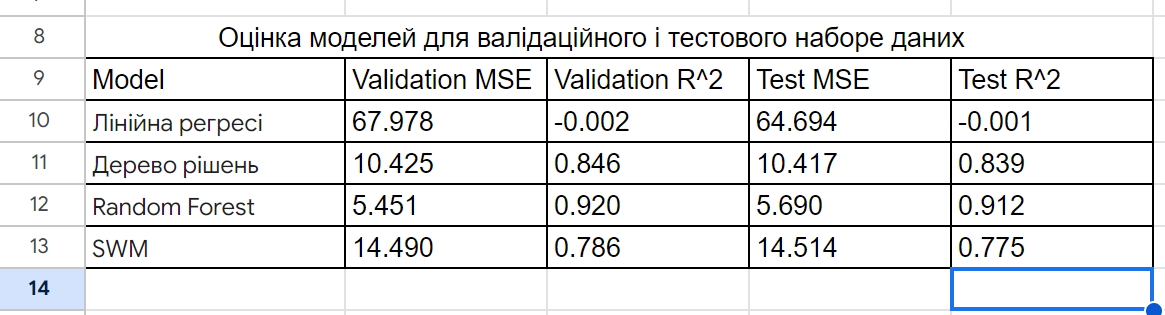 8 Оцінка моделей для валідаційного і тестового наборе даних
9 Model Validation MSE Validation R^2 Test MSE Test R^2
10 Лінійна регресі 67.978 -0.002 64.694 -0.001
11 Дерево рішень 10.425 0.846 10.417 0.839
12 Random Forest 5.451 0.920 5.690 0.912
13 SWM 14.490 0.786 14.514 0.775
14